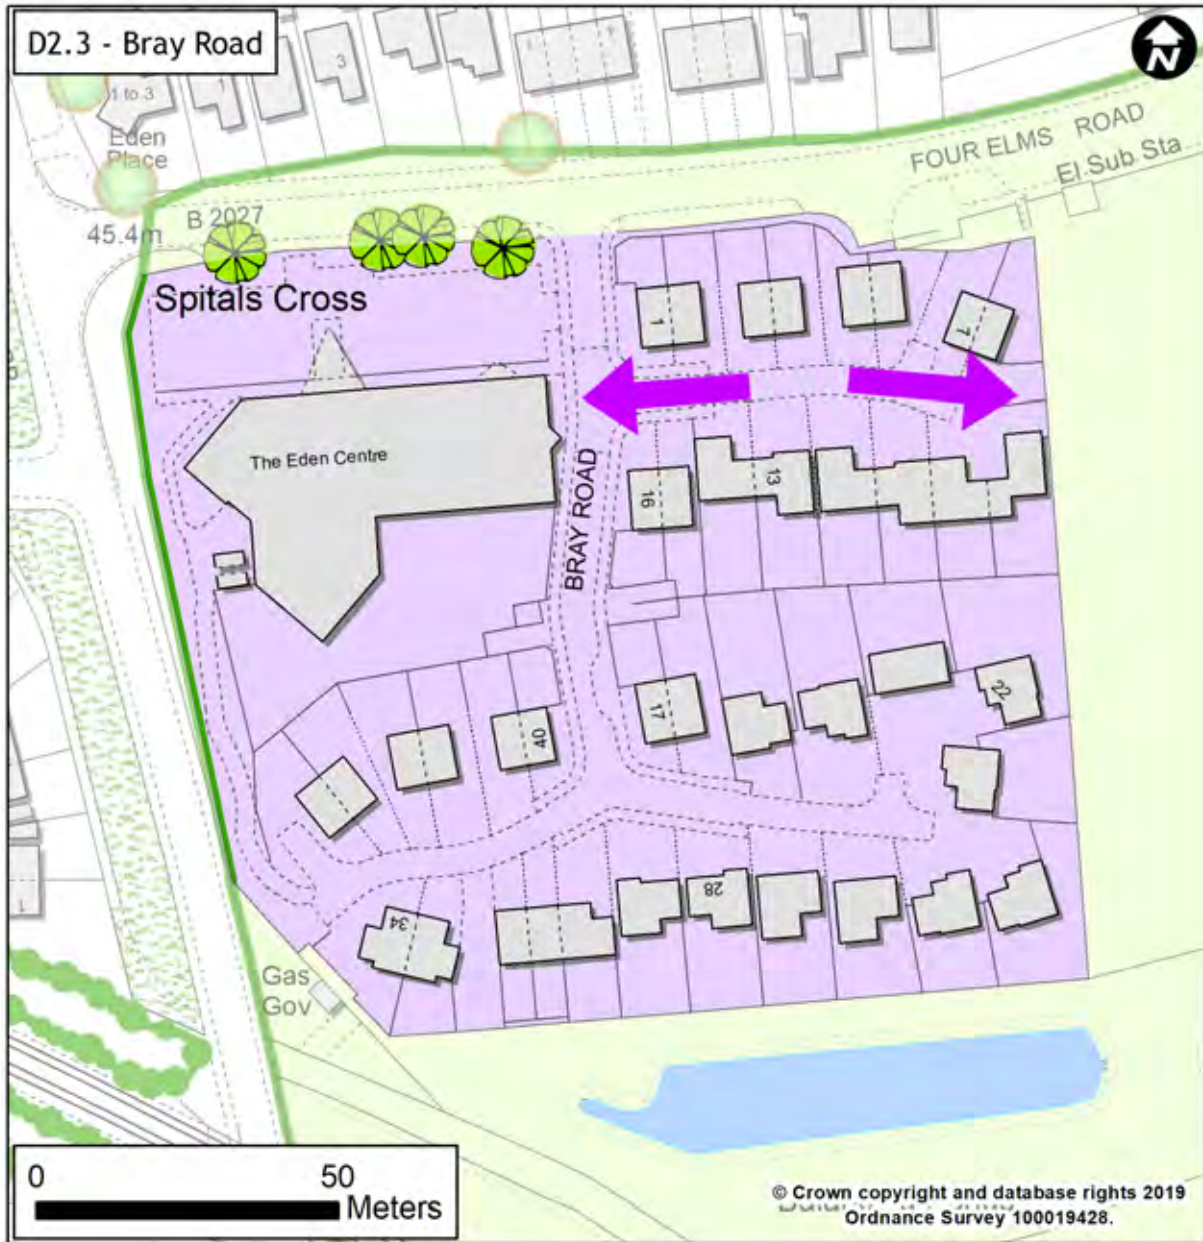 D2.3 - Bray Road
N
3
1
1 to 3
Eden
Place
FOUR ELMS ROAD
El Sub Sta
B 2027
45.4m
Spitals Cross
1
1
The Eden Centre
BRAY ROAD
16
13
17
22
40
28
34
1
Gas
Gov
0 50
Meters
© Crown copyright and database rights 2019
Ordnance Survey 100019428.